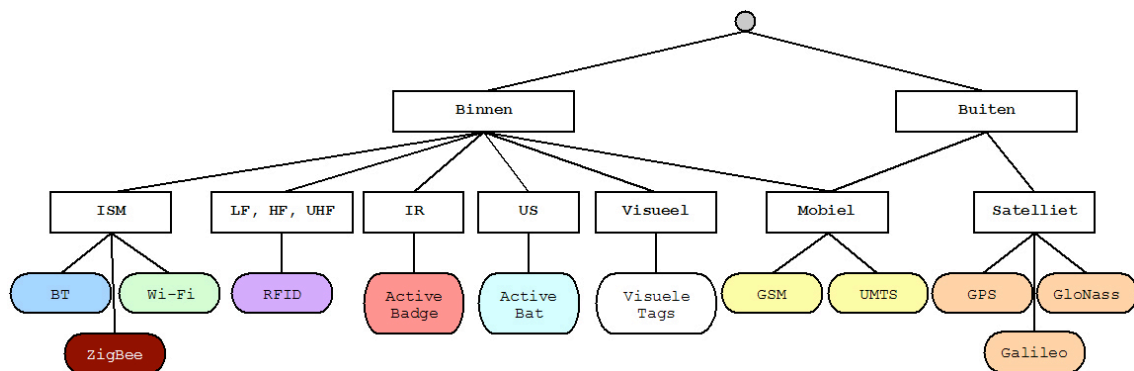 Binnen
Buiten
ISM
LF, HF, UHF
IR
US
Visueel
Mobiel
Satelliet
BT
Wi-Fi
RFID
Active
Badge
Active
Bat
Visuele
Tags
GSM
UMTS
GPS
GloNass
ZigBee
Galileo